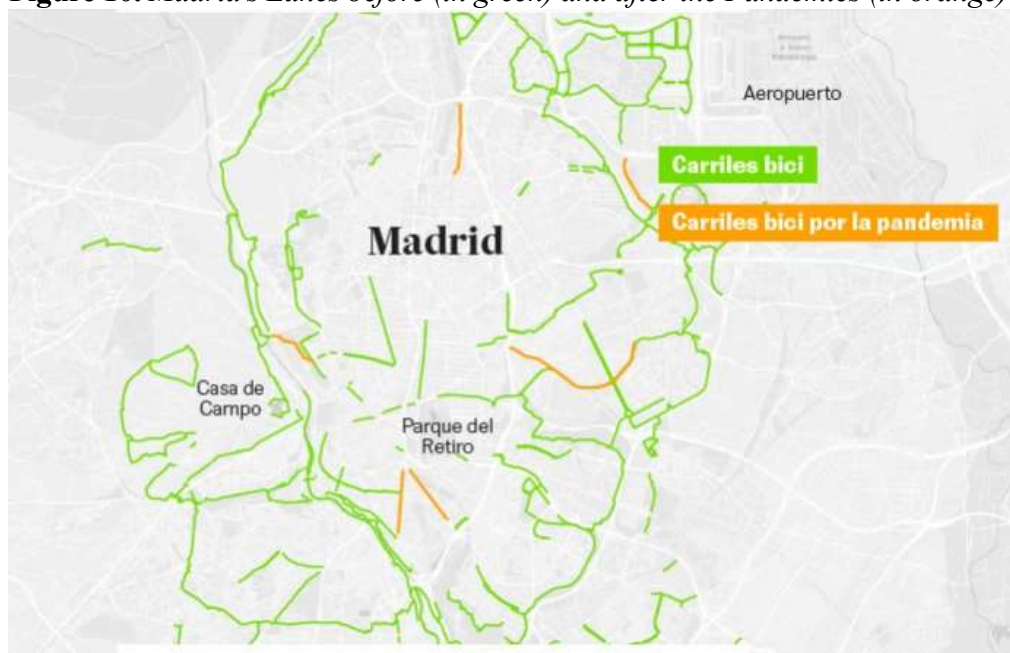 Aeropuerto
Carriles bici
Carriles bici por la pandemia
Madrid
Casa de
Campo
Parque del
Retiro